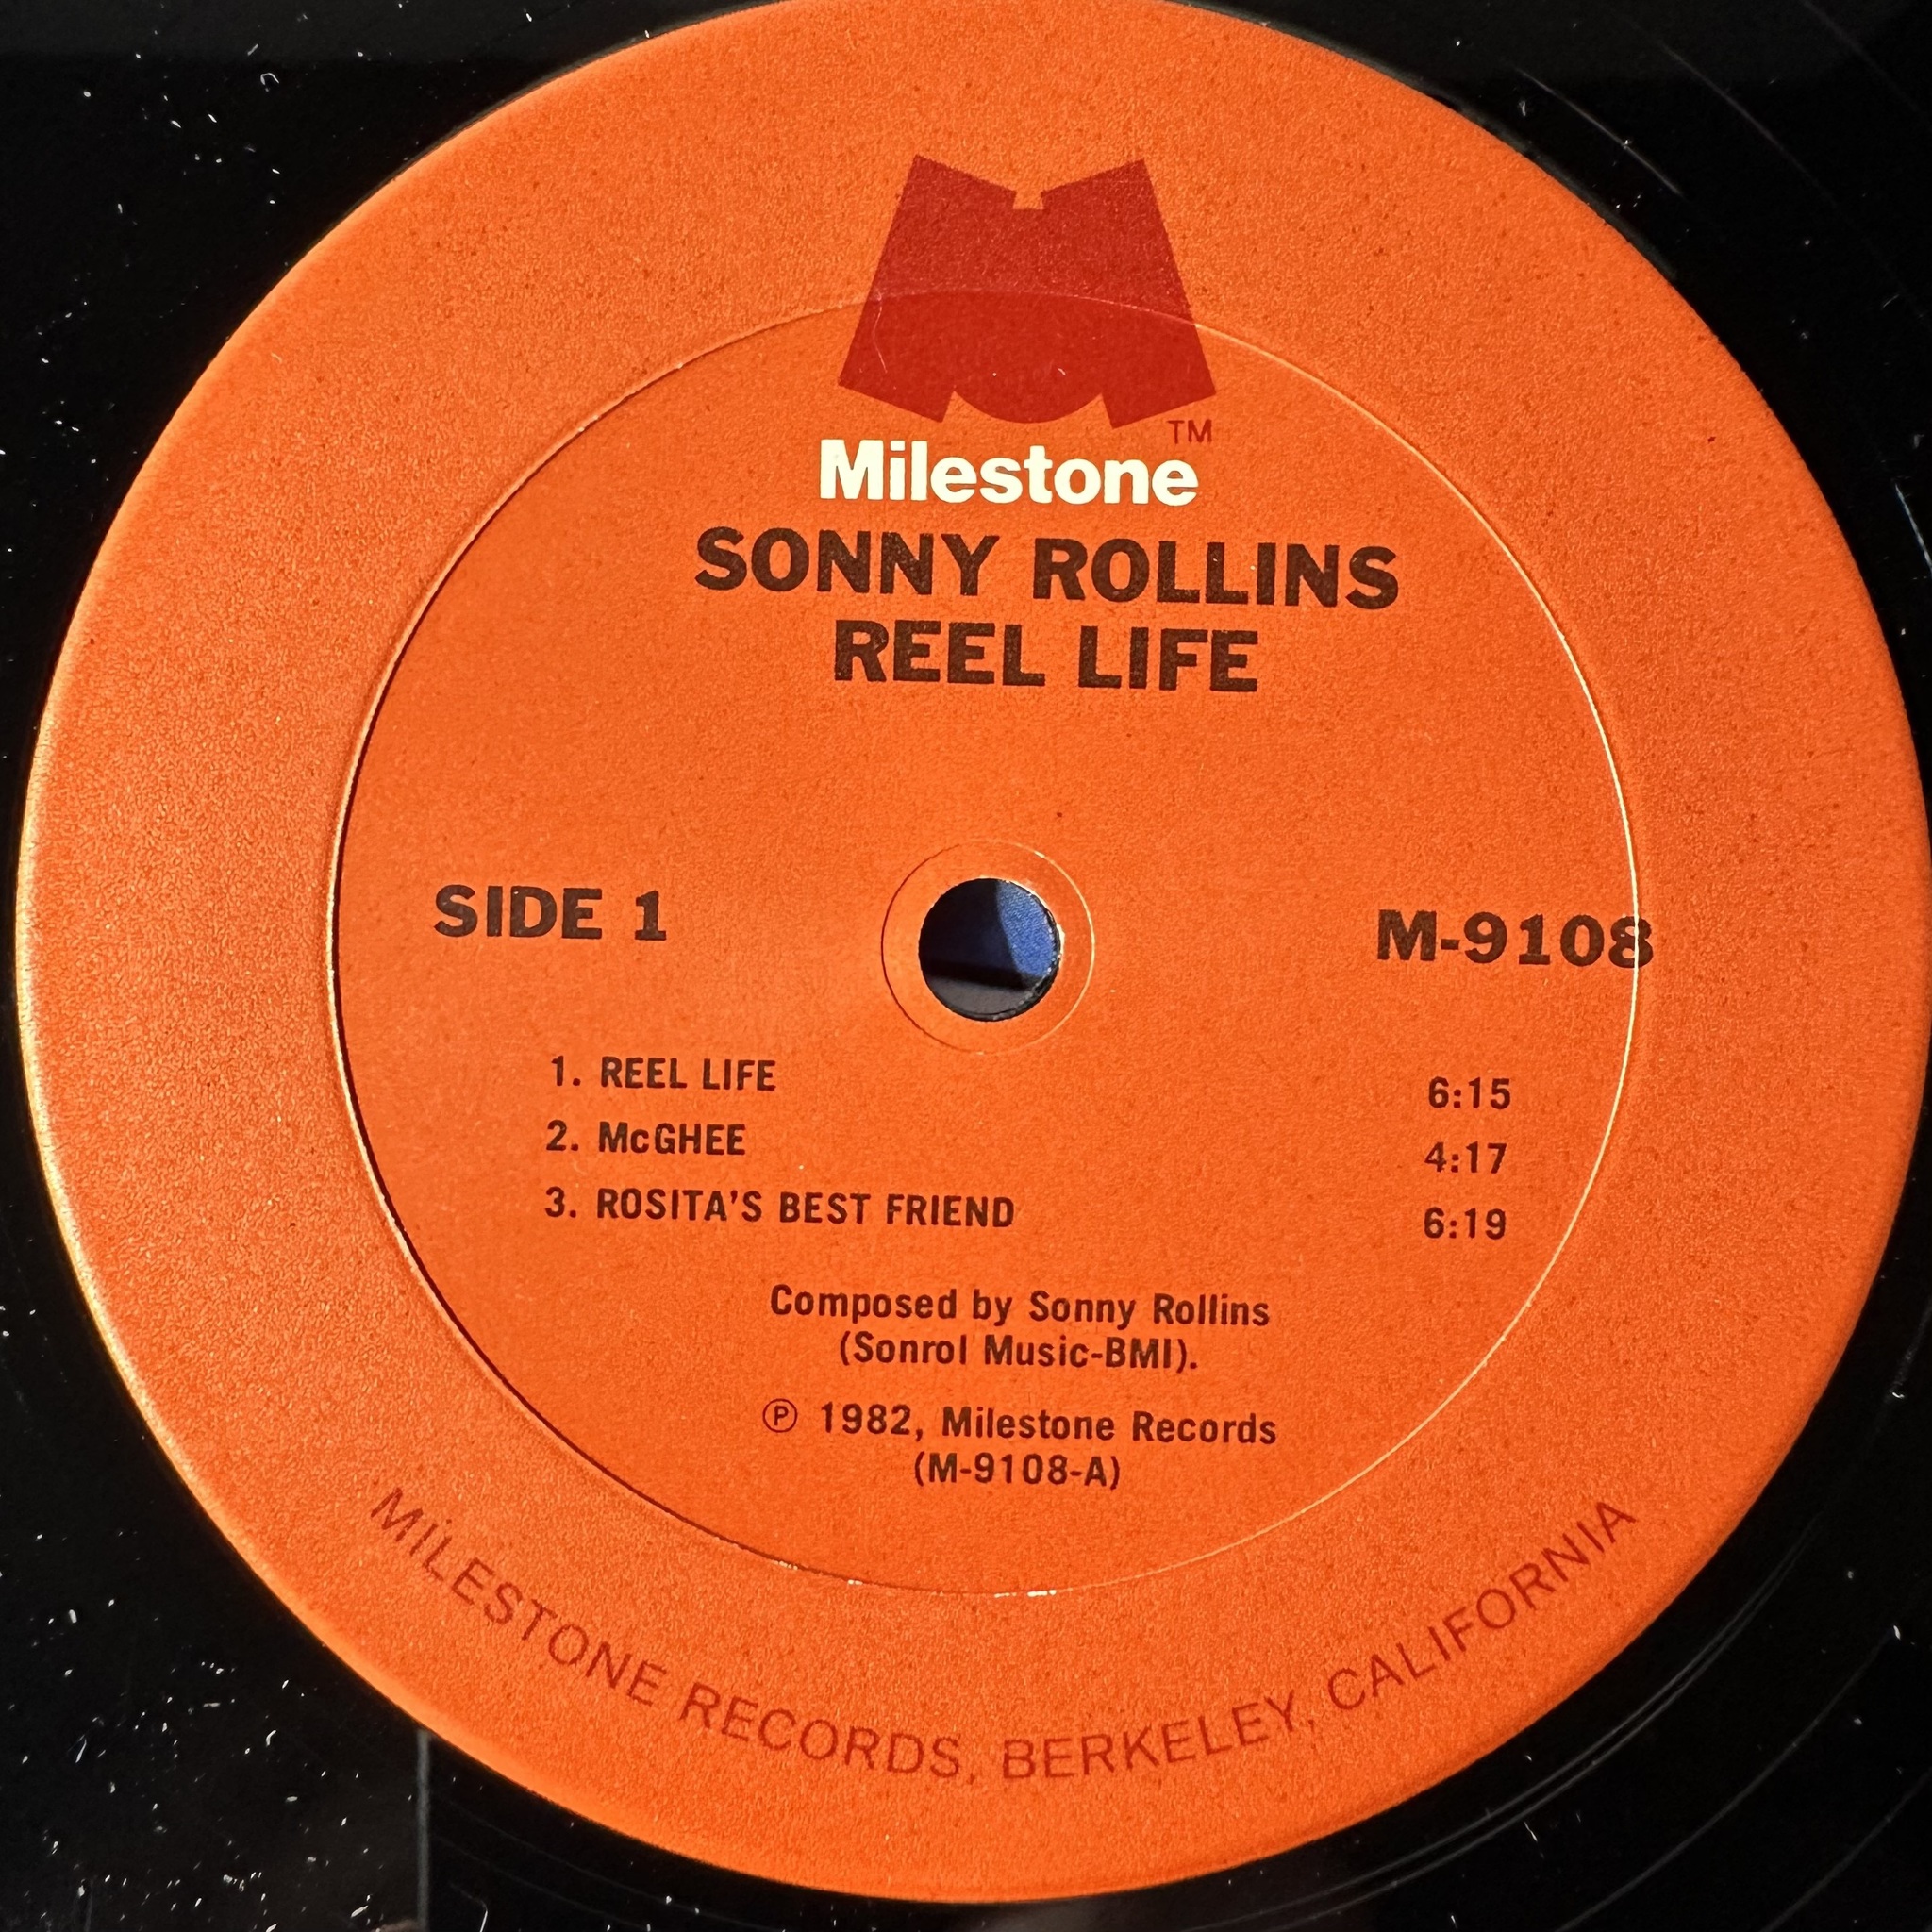 TM
Milestone
SONNY ROLLINS
REEL LIFE
SIDE 1
M-9108
1. REEL LIFE 6:15
2. McGHEE 4:17
3. ROSITA'S BEST FRIEND 6:19
Composed by Sonny Rollins
(Sonrol Music-BMI).
℗ 1982, Milestone Records
(M-9108-A)
MILESTONE RECORDS, BERKELEY, CALIFORNIA